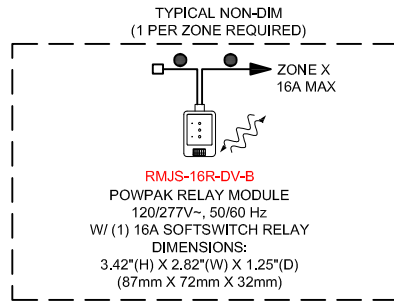 TYPICAL NON-DIM
(1 PER ZONE REQUIRED)
ZONE X
16A MAX
RMJS-16R-DV-B
POWPAK RELAY MODULE
120/277V~, 50/60 Hz
W/ (1) 16A SOFTSWITCH RELAY
DIMENSIONS:
3.42"(H) X 2.82"(W) X 1.25"(D)
(87mm X 72mm X 32mm)